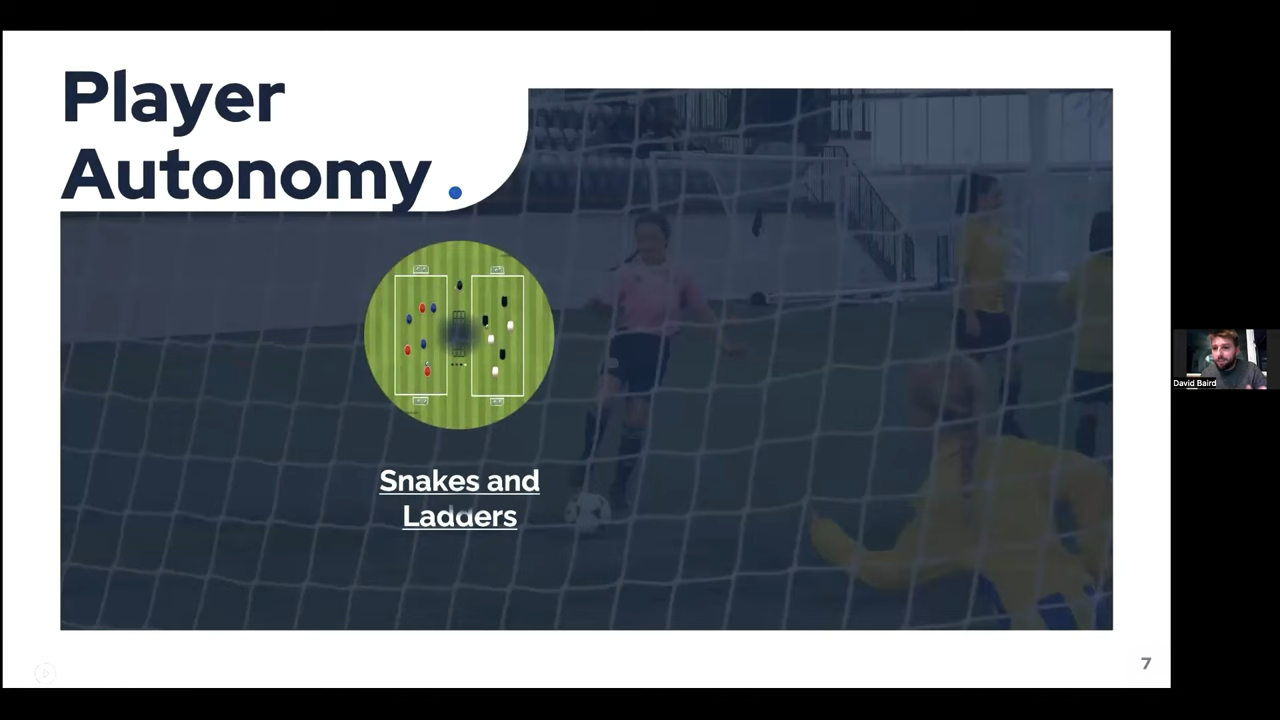 Player
Autonomy .
Snakes and
Ladders
David Baird
7